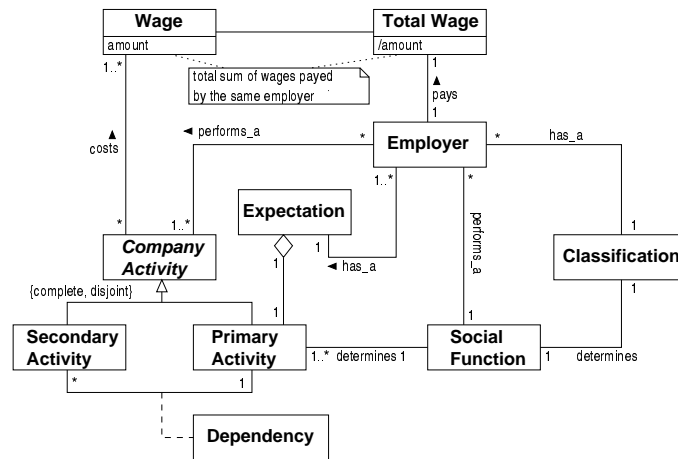 Wage
Total Wage
amount
/amount
1..*
total sum of wages payed
by the same employer
1
pays
1
◄ performs_a
*
Employer
*
has_a
costs
1..*
*
Expectation
performs_a
*
1..*
1
◄ has_a
1
Company
Activity
Classification
1
1
1
{complete, disjoint}
1
Secondary
Activity
Primary
Activity
Social
Function
1..*
determines
1
1
determines
*
1
Dependency